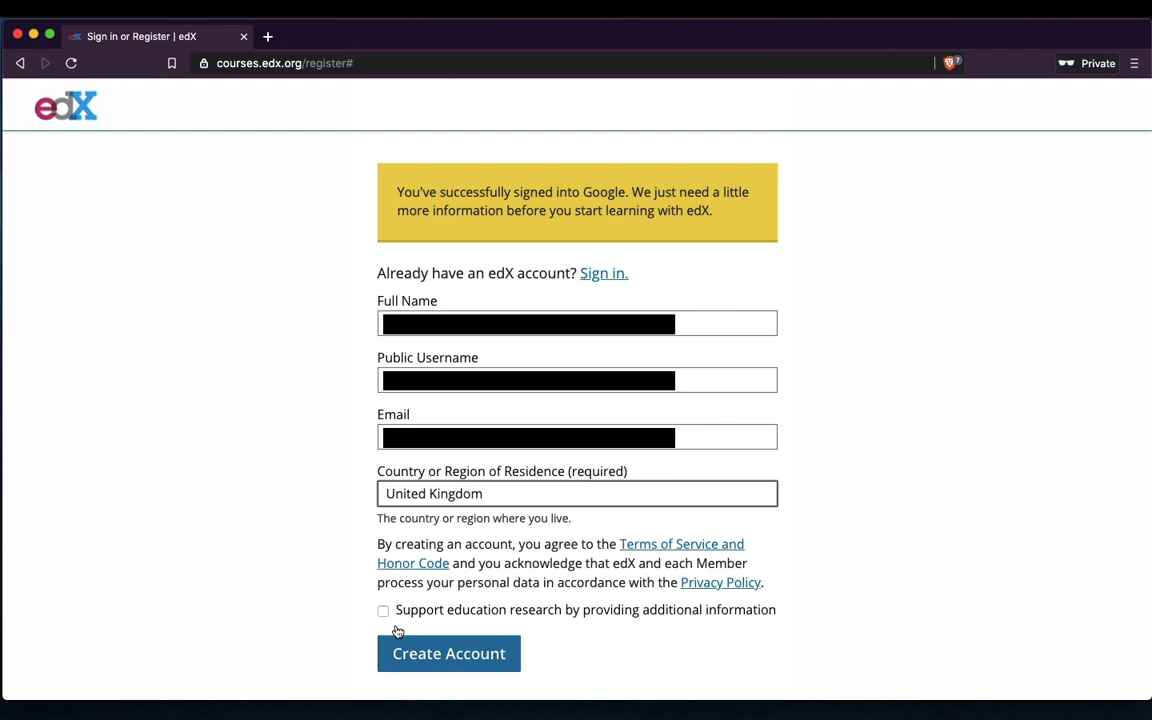 Sign in or Register | edX
courses.edx.org/register#
7
Private
edX
You've successfully signed into Google. We just need a little
more information before you start learning with edX.
Already have an edX account? Sign in.
Full Name
Public Username
Email
Country or Region of Residence (required)
United Kingdom
The country or region where you live.
By creating an account, you agree to the Terms of Service and
Honor Code and you acknowledge that edX and each Member
process your personal data in accordance with the Privacy Policy.
Support education research by providing additional information
Create Account